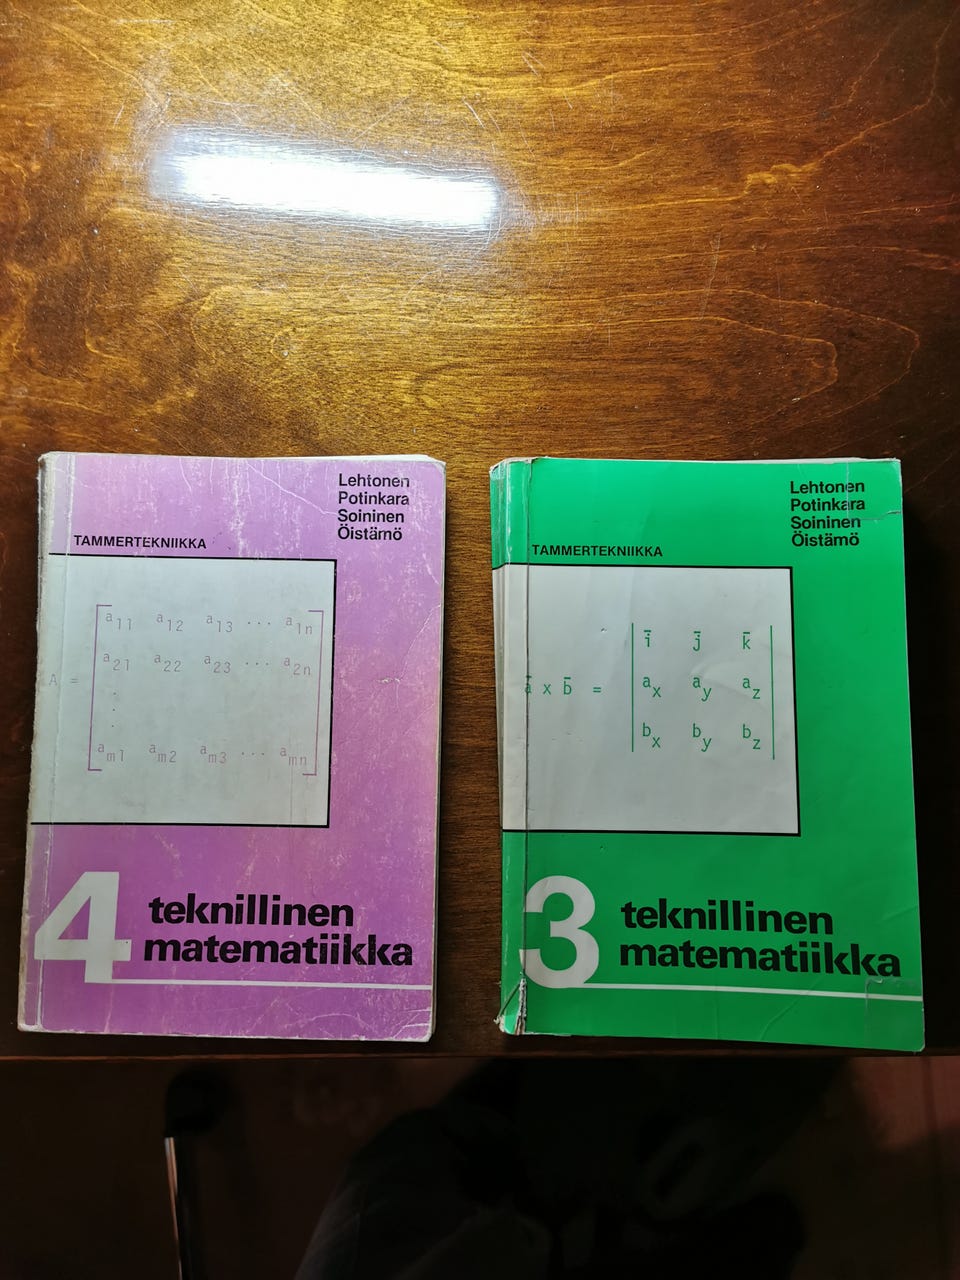 Lehtonen
Potinkara
Soininen
Öistämö
TAMMERTEKNIIKKA
a11 a12 a13 ... a1n
a21 a22 a23 ... a2n
A =
.
.
.
am1 am2 am3 ... amn
4 teknillinen
matematiikka
Lehtonen
Potinkara
Soininen
Öistämö
TAMMERTEKNIIKKA
i̅ j̅ k̅
a̅ x b̅ = ax ay az
bx by bz
3 teknillinen
matematiikka